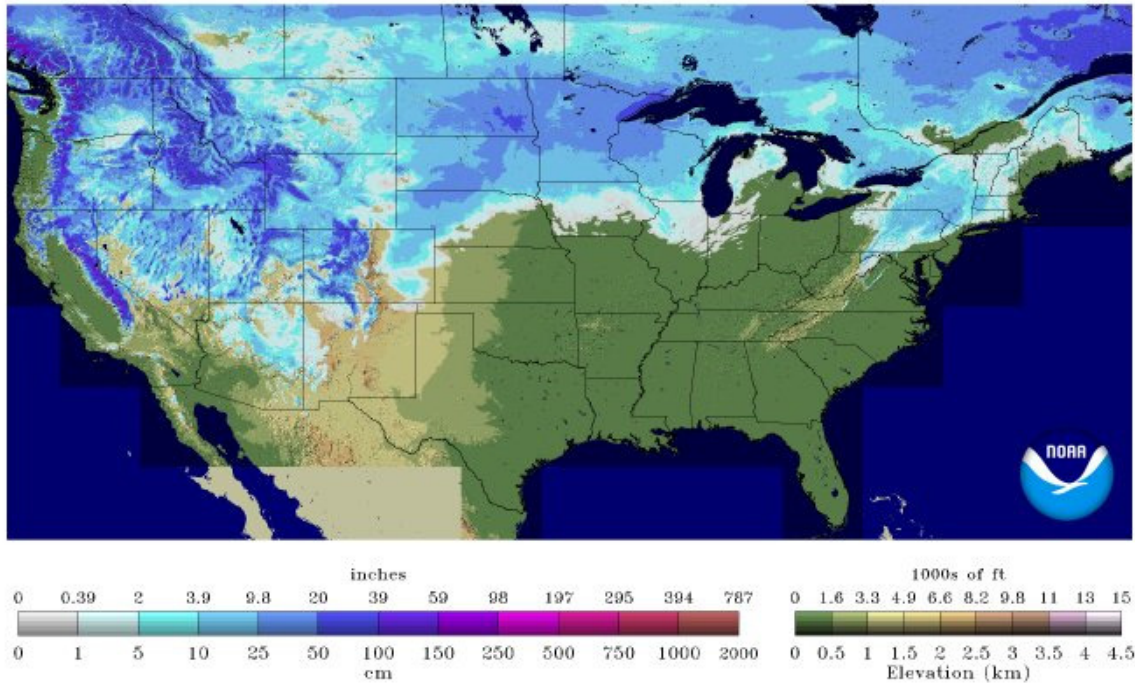 NOAA
inches
0 0.39 2 3.9 9.8 20 39 59 98 197 295 394 787
0 1 5 10 25 50 100 150 250 500 750 1000 2000
cm
1000s of ft
0 1.6 3.3 4.9 6.6 8.2 9.8 11 13 15
0 0.5 1 1.5 2 2.5 3 3.5 4 4.5
Elevation (km)